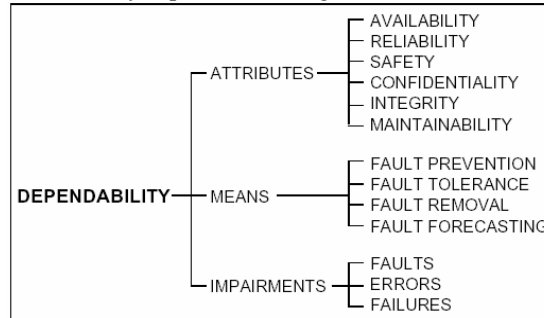 AVAILABILITY
RELIABILITY
ATTRIBUTES
SAFETY
CONFIDENTIALITY
INTEGRITY
MAINTAINABILITY
FAULT PREVENTION
FAULT TOLERANCE
DEPENDABILITY
MEANS
FAULT REMOVAL
FAULT FORECASTING
FAULTS
IMPAIRMENTS
ERRORS
FAILURES